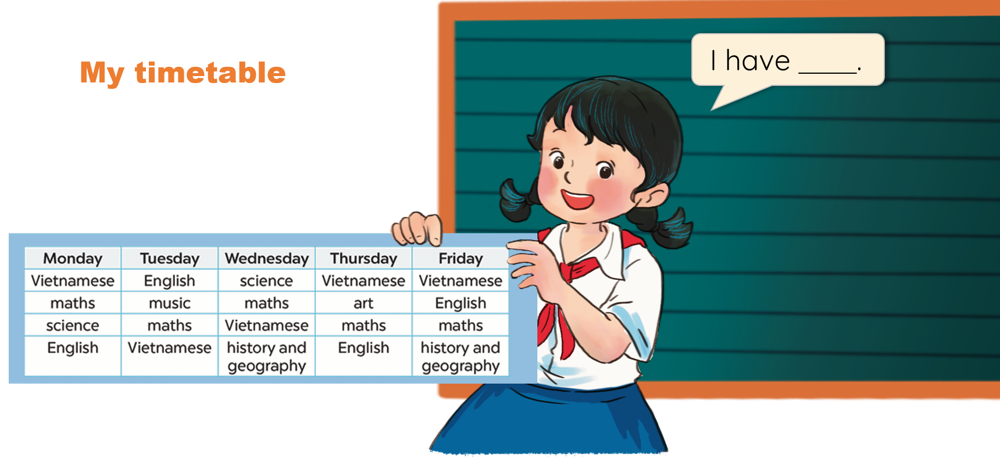 My timetable
I have _____.
Monday Tuesday Wednesday Thursday Friday
Vietnamese English science Vietnamese Vietnamese
maths music maths art English
science maths Vietnamese maths maths
English Vietnamese history and English history and
geography geography